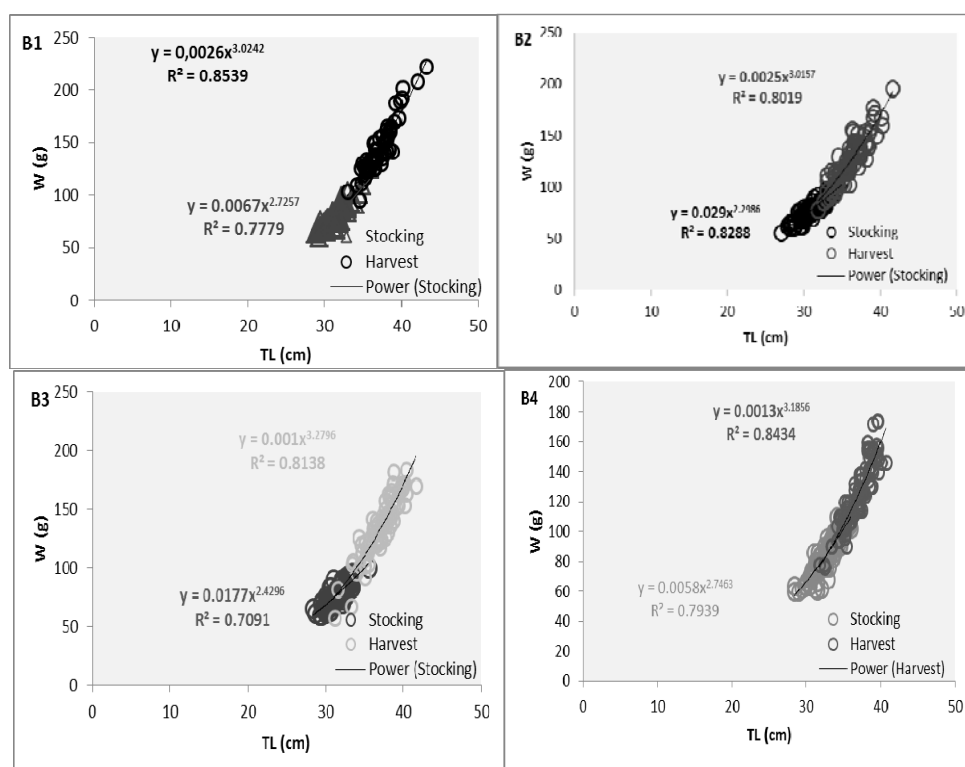 B1
y = 0,0026x^3.0242
R² = 0.8539
y = 0.0067x^2.7257
R² = 0.7779
W (g)
250
200
150
100
50
0
0 10 20 30 40 50
TL (cm)
Stocking
Harvest
Power (Stocking)
B2
y = 0.0025x^3.0157
R² = 0.8019
y = 0.029x^2.2986
R² = 0.8288
W (g)
250
200
150
100
50
0
0 10 20 30 40 50
TL (cm)
Stocking
Harvest
Power (Stocking)
B3
y = 0.001x^3.2796
R² = 0.8138
y = 0.0177x^2.4296
R² = 0.7091
W (g)
250
200
150
100
50
0
0 10 20 30 40 50
TL (cm)
Stocking
Harvest
Power (Stocking)
B4
y = 0.0013x^3.1856
R² = 0.8434
y = 0.0058x^2.7463
R² = 0.7939
W (g)
200
180
160
140
120
100
80
60
40
20
0
0 10 20 30 40 50
TL (cm)
Stocking
Harvest
Power (Harvest)